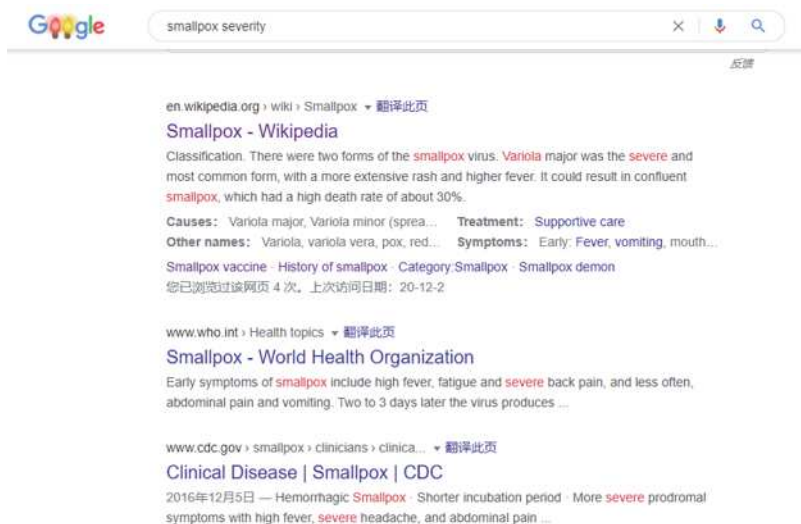 Google
smallpox severity
反馈
en.wikipedia.org › wiki › Smallpox ▾ 翻译此页
Smallpox - Wikipedia
Classification. There were two forms of the smallpox virus. Variola major was the severe and
most common form, with a more extensive rash and higher fever. It could result in confluent
smallpox, which had a high death rate of about 30%.
Causes: Variola major, Variola minor (sprea... Treatment: Supportive care
Other names: Variola, variola vera, pox, red... Symptoms: Early: Fever, vomiting, mouth...
Smallpox vaccine · History of smallpox · Category:Smallpox · Smallpox demon
您已浏览过该网页 4 次。上次访问日期：20-12-2
www.who.int › Health topics ▾ 翻译此页
Smallpox - World Health Organization
Early symptoms of smallpox include high fever, fatigue and severe back pain, and less often,
abdominal pain and vomiting. Two to 3 days later the virus produces ...
www.cdc.gov › smallpox › clinicians › clinica... ▾ 翻译此页
Clinical Disease | Smallpox | CDC
2016年12月5日 — Hemorrhagic Smallpox · Shorter incubation period · More severe prodromal
symptoms with high fever, severe headache, and abdominal pain ...